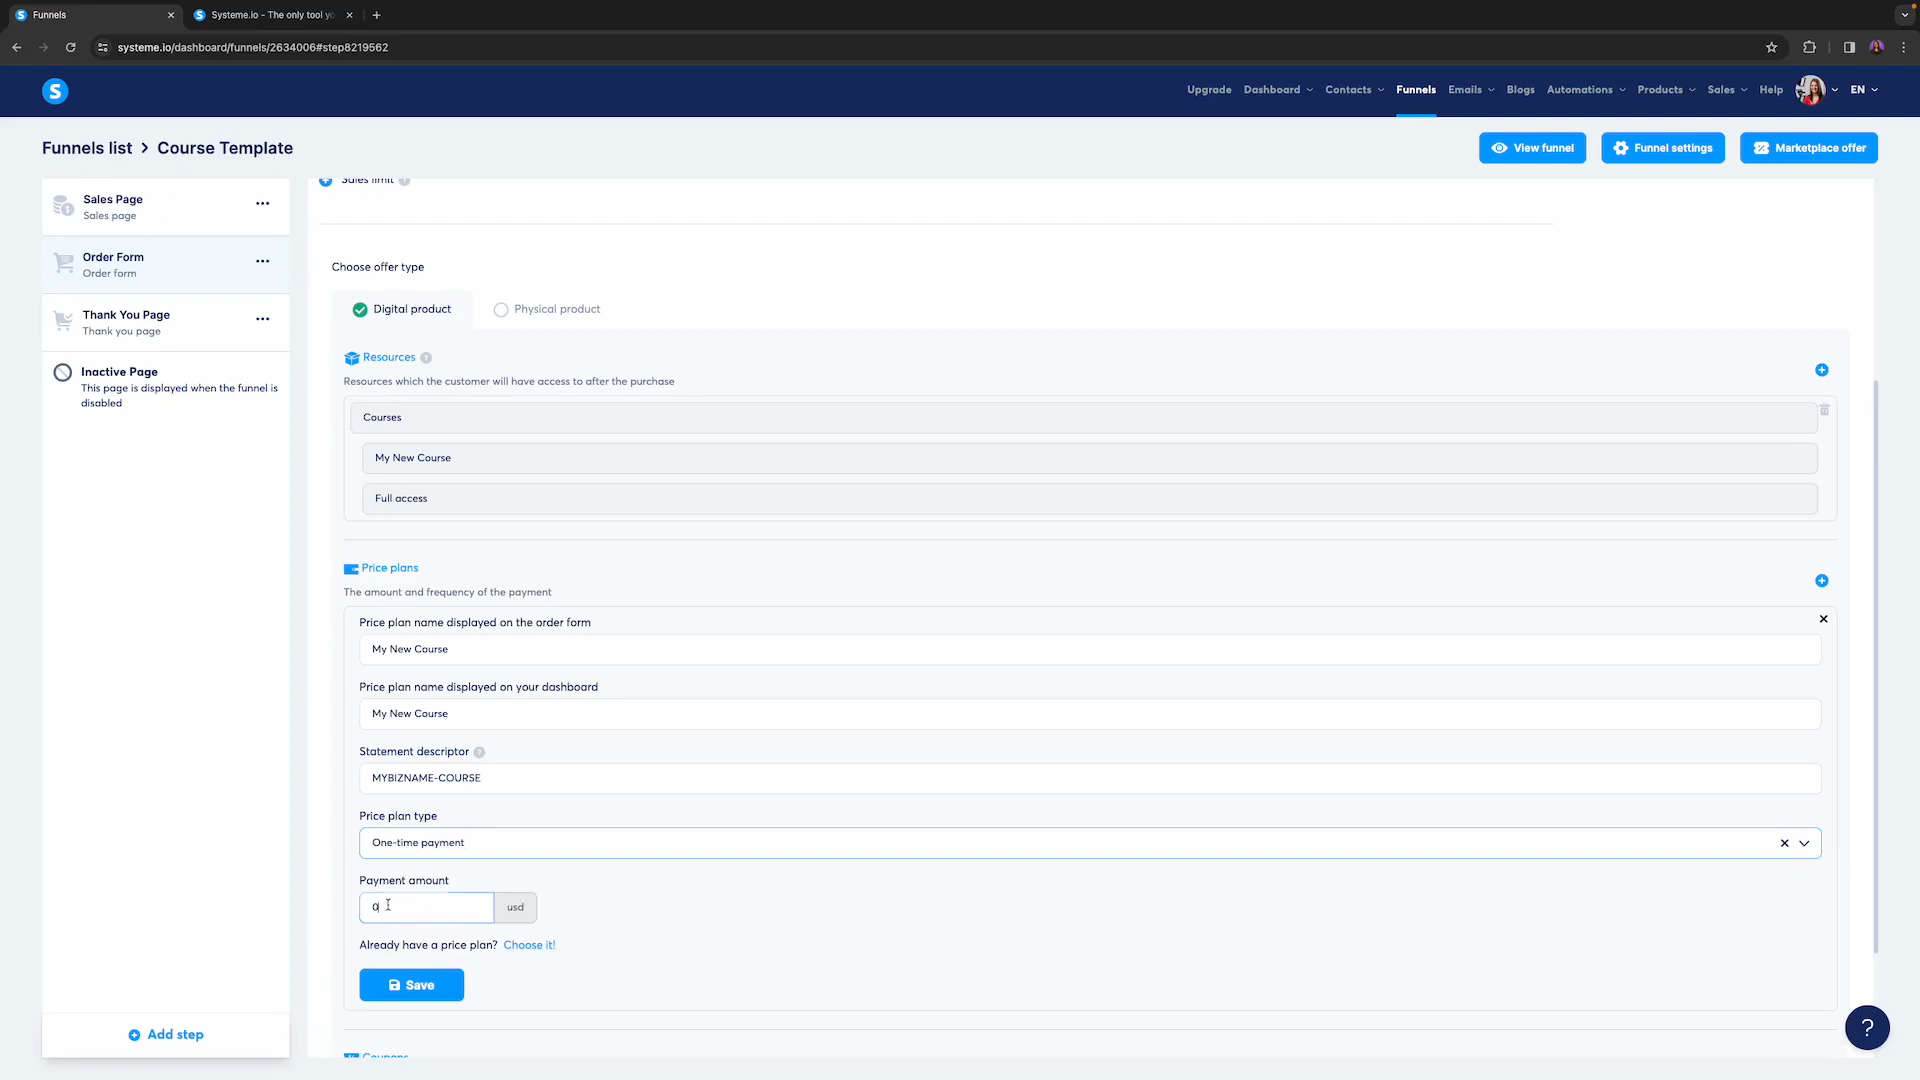 Funnels
Systeme.io - The only tool yo
systeme.io/dashboard/funnels/2634006#step8219562
S
Upgrade
Dashboard
Contacts
Funnels
Emails
Blogs
Automations
Products
Sales
Help
EN
Funnels list > Course Template
View funnel
Funnel settings
Marketplace offer
Sales Page
Sales page
Order Form
Order form
Thank You Page
Thank you page
Inactive Page
This page is displayed when the funnel is
disabled
Add step
Sales limit
Choose offer type
Digital product
Physical product
Resources
Resources which the customer will have access to after the purchase
Courses
My New Course
Full access
Price plans
The amount and frequency of the payment
Price plan name displayed on the order form
My New Course
Price plan name displayed on your dashboard
My New Course
Statement descriptor
MYBIZNAME-COURSE
Price plan type
One-time payment
Payment amount
0
usd
Already have a price plan? Choose it!
Save
Coupons
?